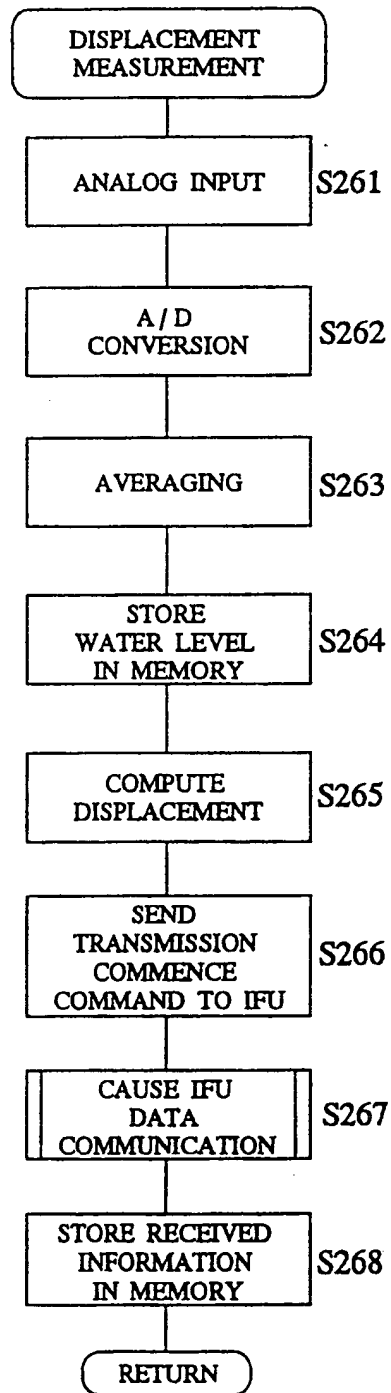 DISPLACEMENT
MEASUREMENT
ANALOG INPUT
S261
A / D
CONVERSION
S262
AVERAGING
S263
STORE
WATER LEVEL
IN MEMORY
S264
COMPUTE
DISPLACEMENT
S265
SEND
TRANSMISSION
COMMENCE
COMMAND TO IFU
S266
CAUSE IFU
DATA
COMMUNICATION
S267
STORE RECEIVED
INFORMATION
IN MEMORY
S268
RETURN